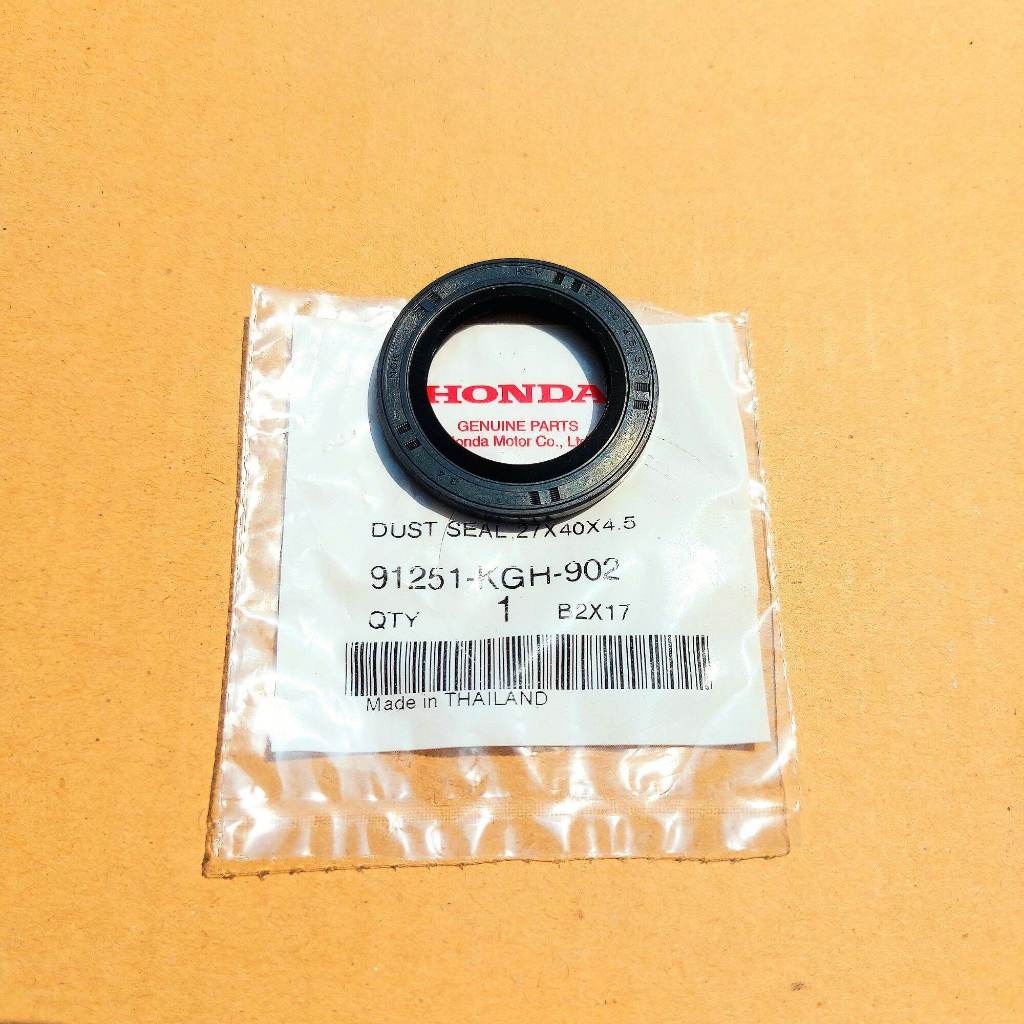 HONDA
GENUINE PARTS
Honda Motor Co., Ltd
DUST SEAL, 27X40X4.5
91251-KGH-902
QTY 1 B2X17
Made in THAILAND